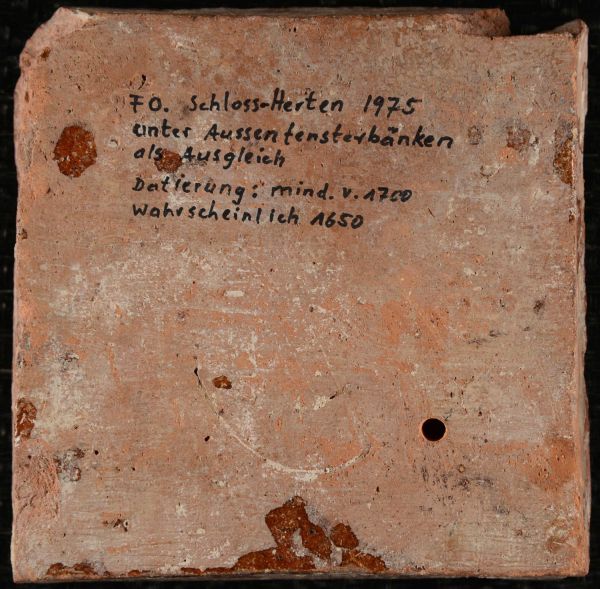 FO. Schloss-Herten 1975
unter Aussenfensterbänken
als Ausgleich
Datierung: mind. v. 1700
wahrscheinlich 1650